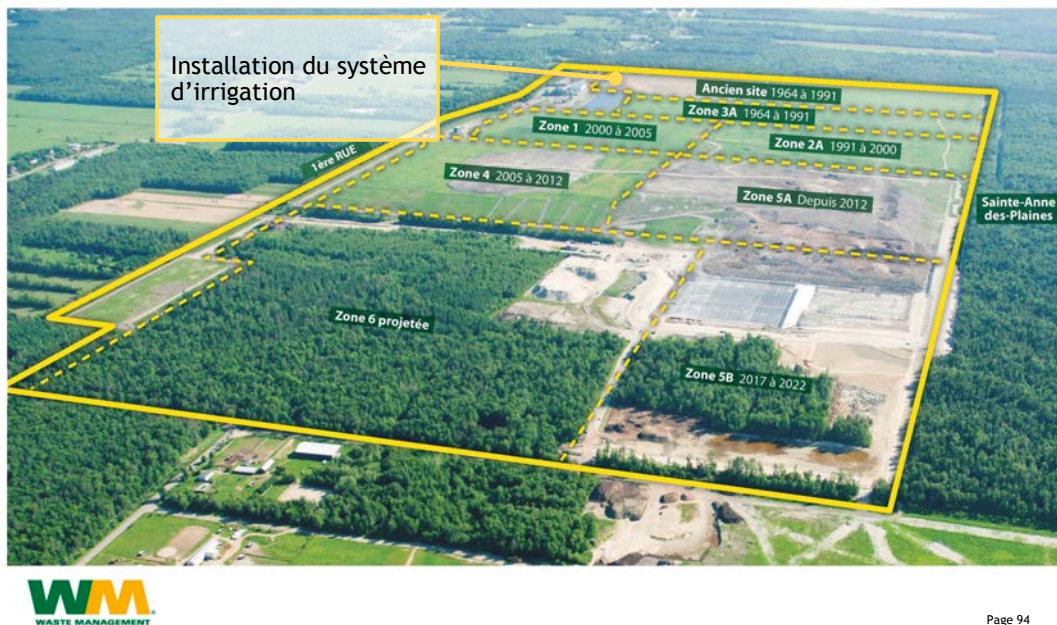 Installation du système
d’irrigation
Ancien site 1964 à 1991
Zone 3A 1964 à 1991
Zone 1 2000 à 2005
Zone 2A 1991 à 2000
1ère RUE
Zone 4 2005 à 2012
Zone 5A Depuis 2012
Sainte-Anne
des-Plaines
Zone 6 projetée
Zone 5B 2017 à 2022
WM
WASTE MANAGEMENT
Page 94